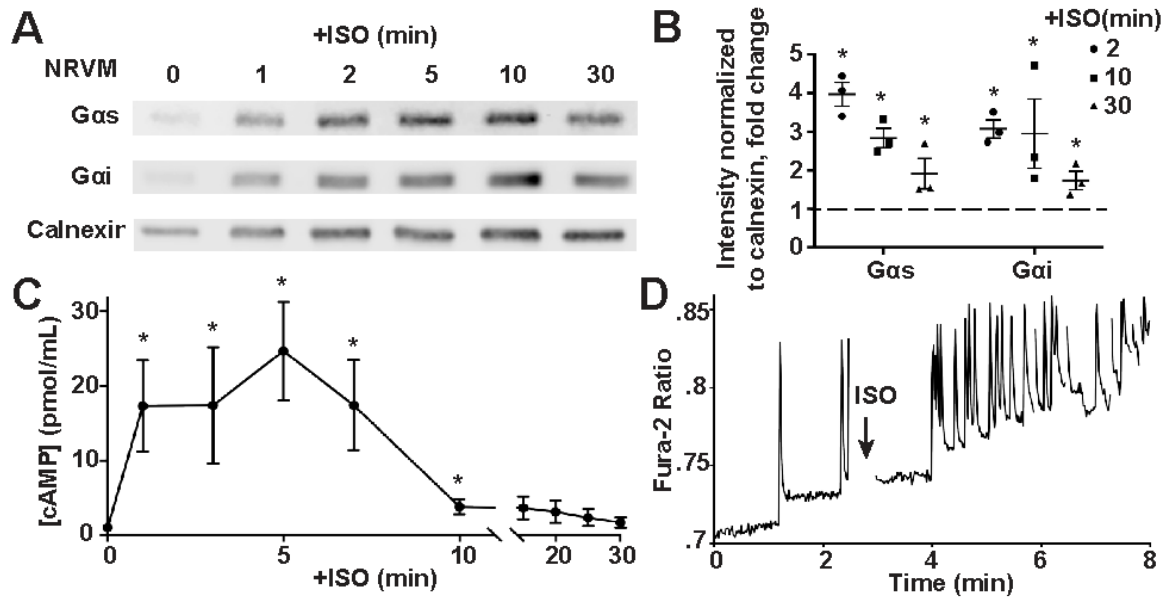 A
+ISO (min)
NRVM 0 1 2 5 10 30
Gαs
Gαi
Calnexir
B
+ISO(min)
2
10
30
Intensity normalized
to calnexin, fold change
5
4
3
2
1
0
* * * * * *
Gαs Gαi
C
[cAMP] (pmol/mL)
30
20
10
0
* * * * *
0 5 10 20 30
+ISO (min)
D
Fura-2 Ratio
.85
.8
.75
.7
ISO
0 2 4 6 8
Time (min)